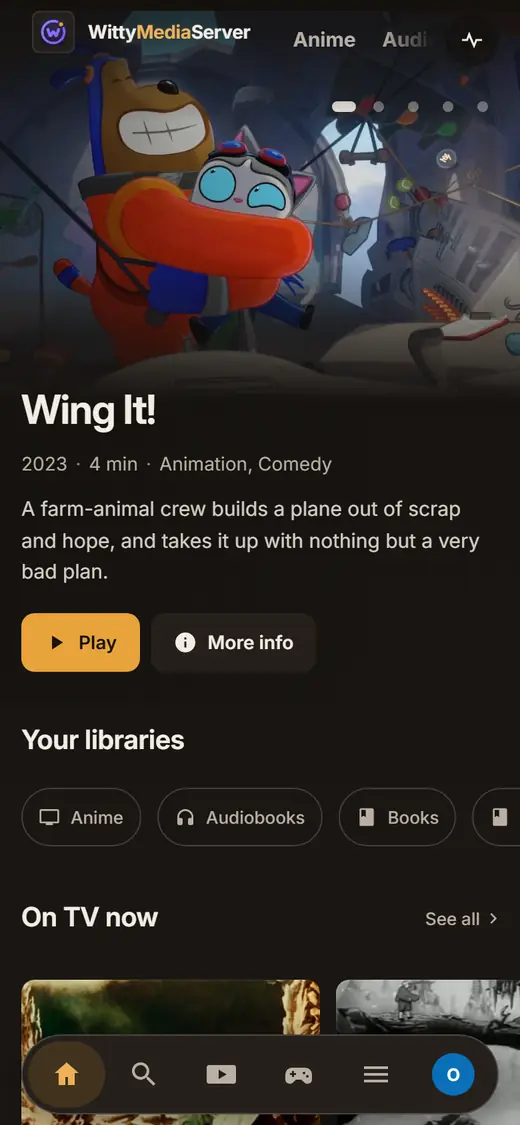 WittyMediaServer
Anime
Audi
Wing It!
2023 · 4 min · Animation, Comedy
A farm-animal crew builds a plane out of scrap
and hope, and takes it up with nothing but a very
bad plan.
Play
More info
Your libraries
Anime
Audiobooks
Books
On TV now
See all
O